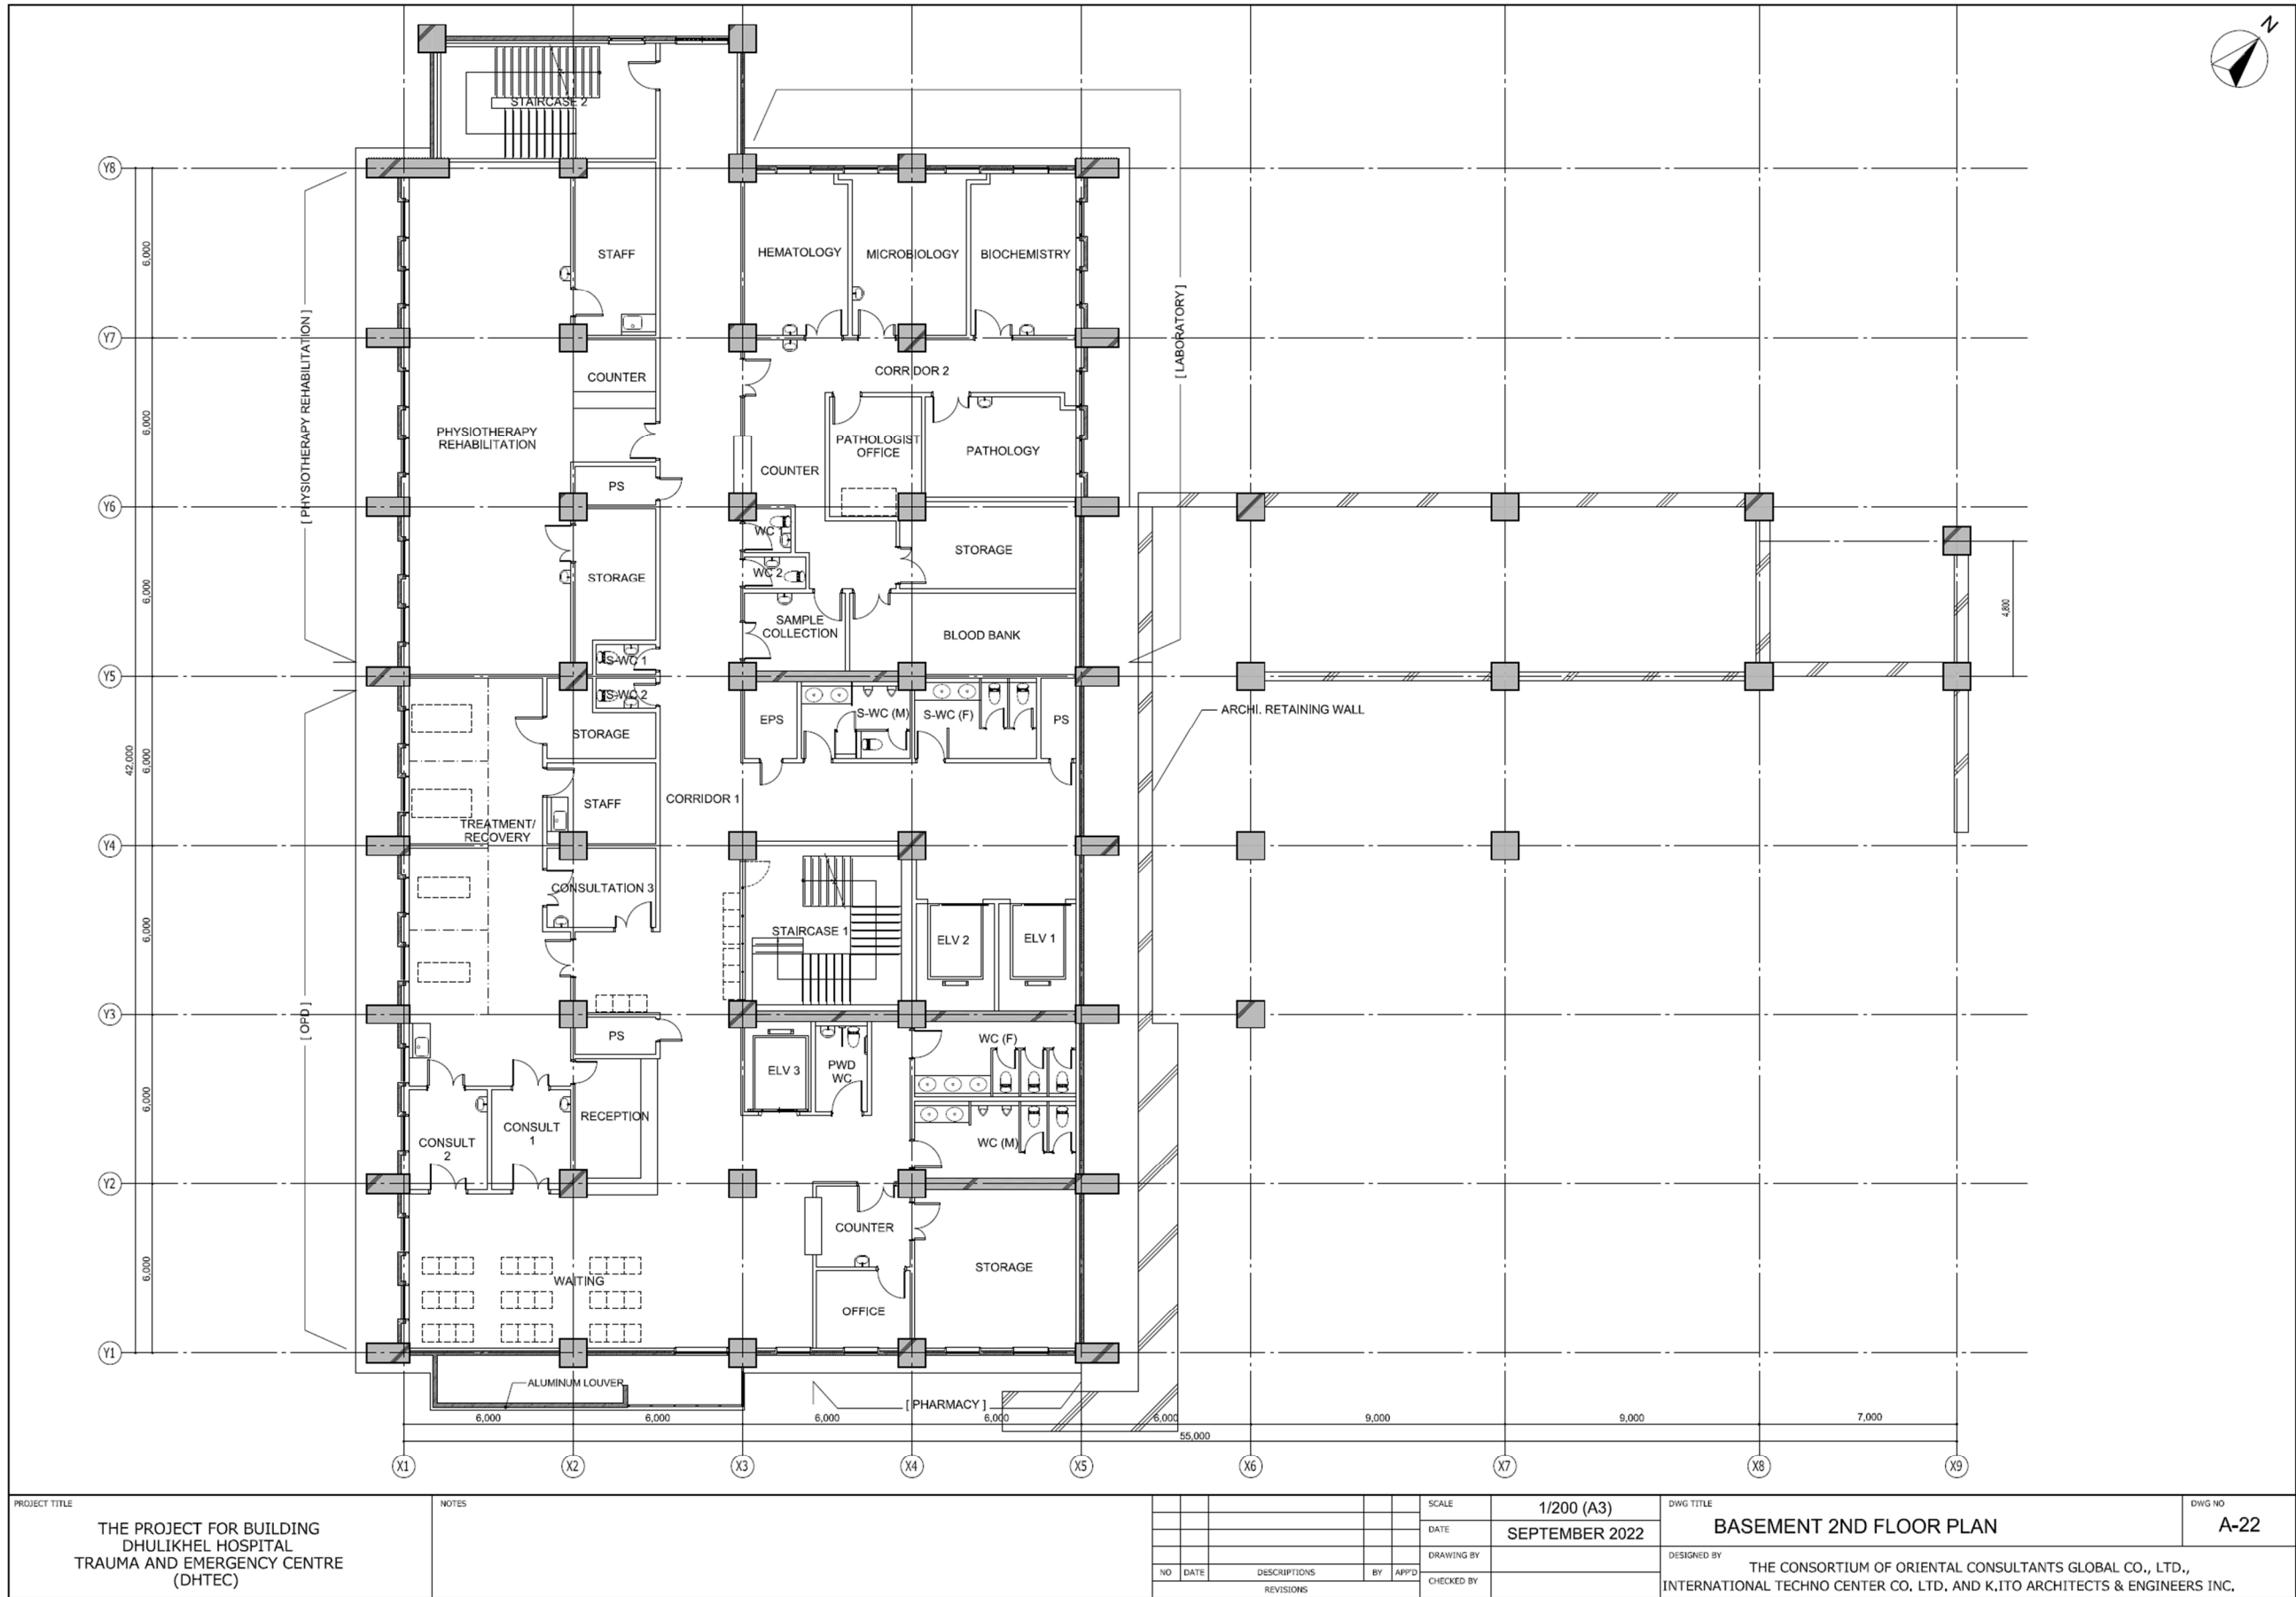 N
STAIRCASE 2
Y8
6,000
HEMATOLOGY
MICROBIOLOGY
BIOCHEMISTRY
STAFF
[ PHYSIOTHERAPY REHABILITATION ]
[ LABORATORY ]
Y7
COUNTER
CORRIDOR 2
6,000
PHYSIOTHERAPY
REHABILITATION
PATHOLOGIST
OFFICE
PATHOLOGY
COUNTER
PS
Y6
WC 1
STORAGE
WC 2
STORAGE
6,000
4,800
SAMPLE
COLLECTION
BLOOD BANK
S-WC 1
Y5
S-WC 2
EPS
S-WC (M)
S-WC (F)
PS
ARCHI. RETAINING WALL
STORAGE
42,000
6,000
STAFF
CORRIDOR 1
TREATMENT/
RECOVERY
Y4
CONSULTATION 3
6,000
STAIRCASE 1
ELV 2
ELV 1
[ OPD ]
Y3
PS
WC (F)
ELV 3
PWD
WC
6,000
RECEPTION
CONSULT
1
CONSULT
2
WC (M)
Y2
COUNTER
6,000
WAITING
STORAGE
OFFICE
Y1
ALUMINUM LOUVER
[ PHARMACY ]
6,000
6,000
6,000
6,000
6,000
9,000
9,000
7,000
55,000
X1
X2
X3
X4
X5
X6
X7
X8
X9
PROJECT TITLE
THE PROJECT FOR BUILDING
DHULIKHEL HOSPITAL
TRAUMA AND EMERGENCY CENTRE
(DHTEC)
NOTES
NO
DATE
DESCRIPTIONS
BY
APP'D
REVISIONS
SCALE
1/200 (A3)
DATE
SEPTEMBER 2022
DRAWING BY
CHECKED BY
DWG TITLE
BASEMENT 2ND FLOOR PLAN
DWG NO
A-22
DESIGNED BY
THE CONSORTIUM OF ORIENTAL CONSULTANTS GLOBAL CO., LTD.,
INTERNATIONAL TECHNO CENTER CO. LTD. AND K.ITO ARCHITECTS & ENGINEERS INC.